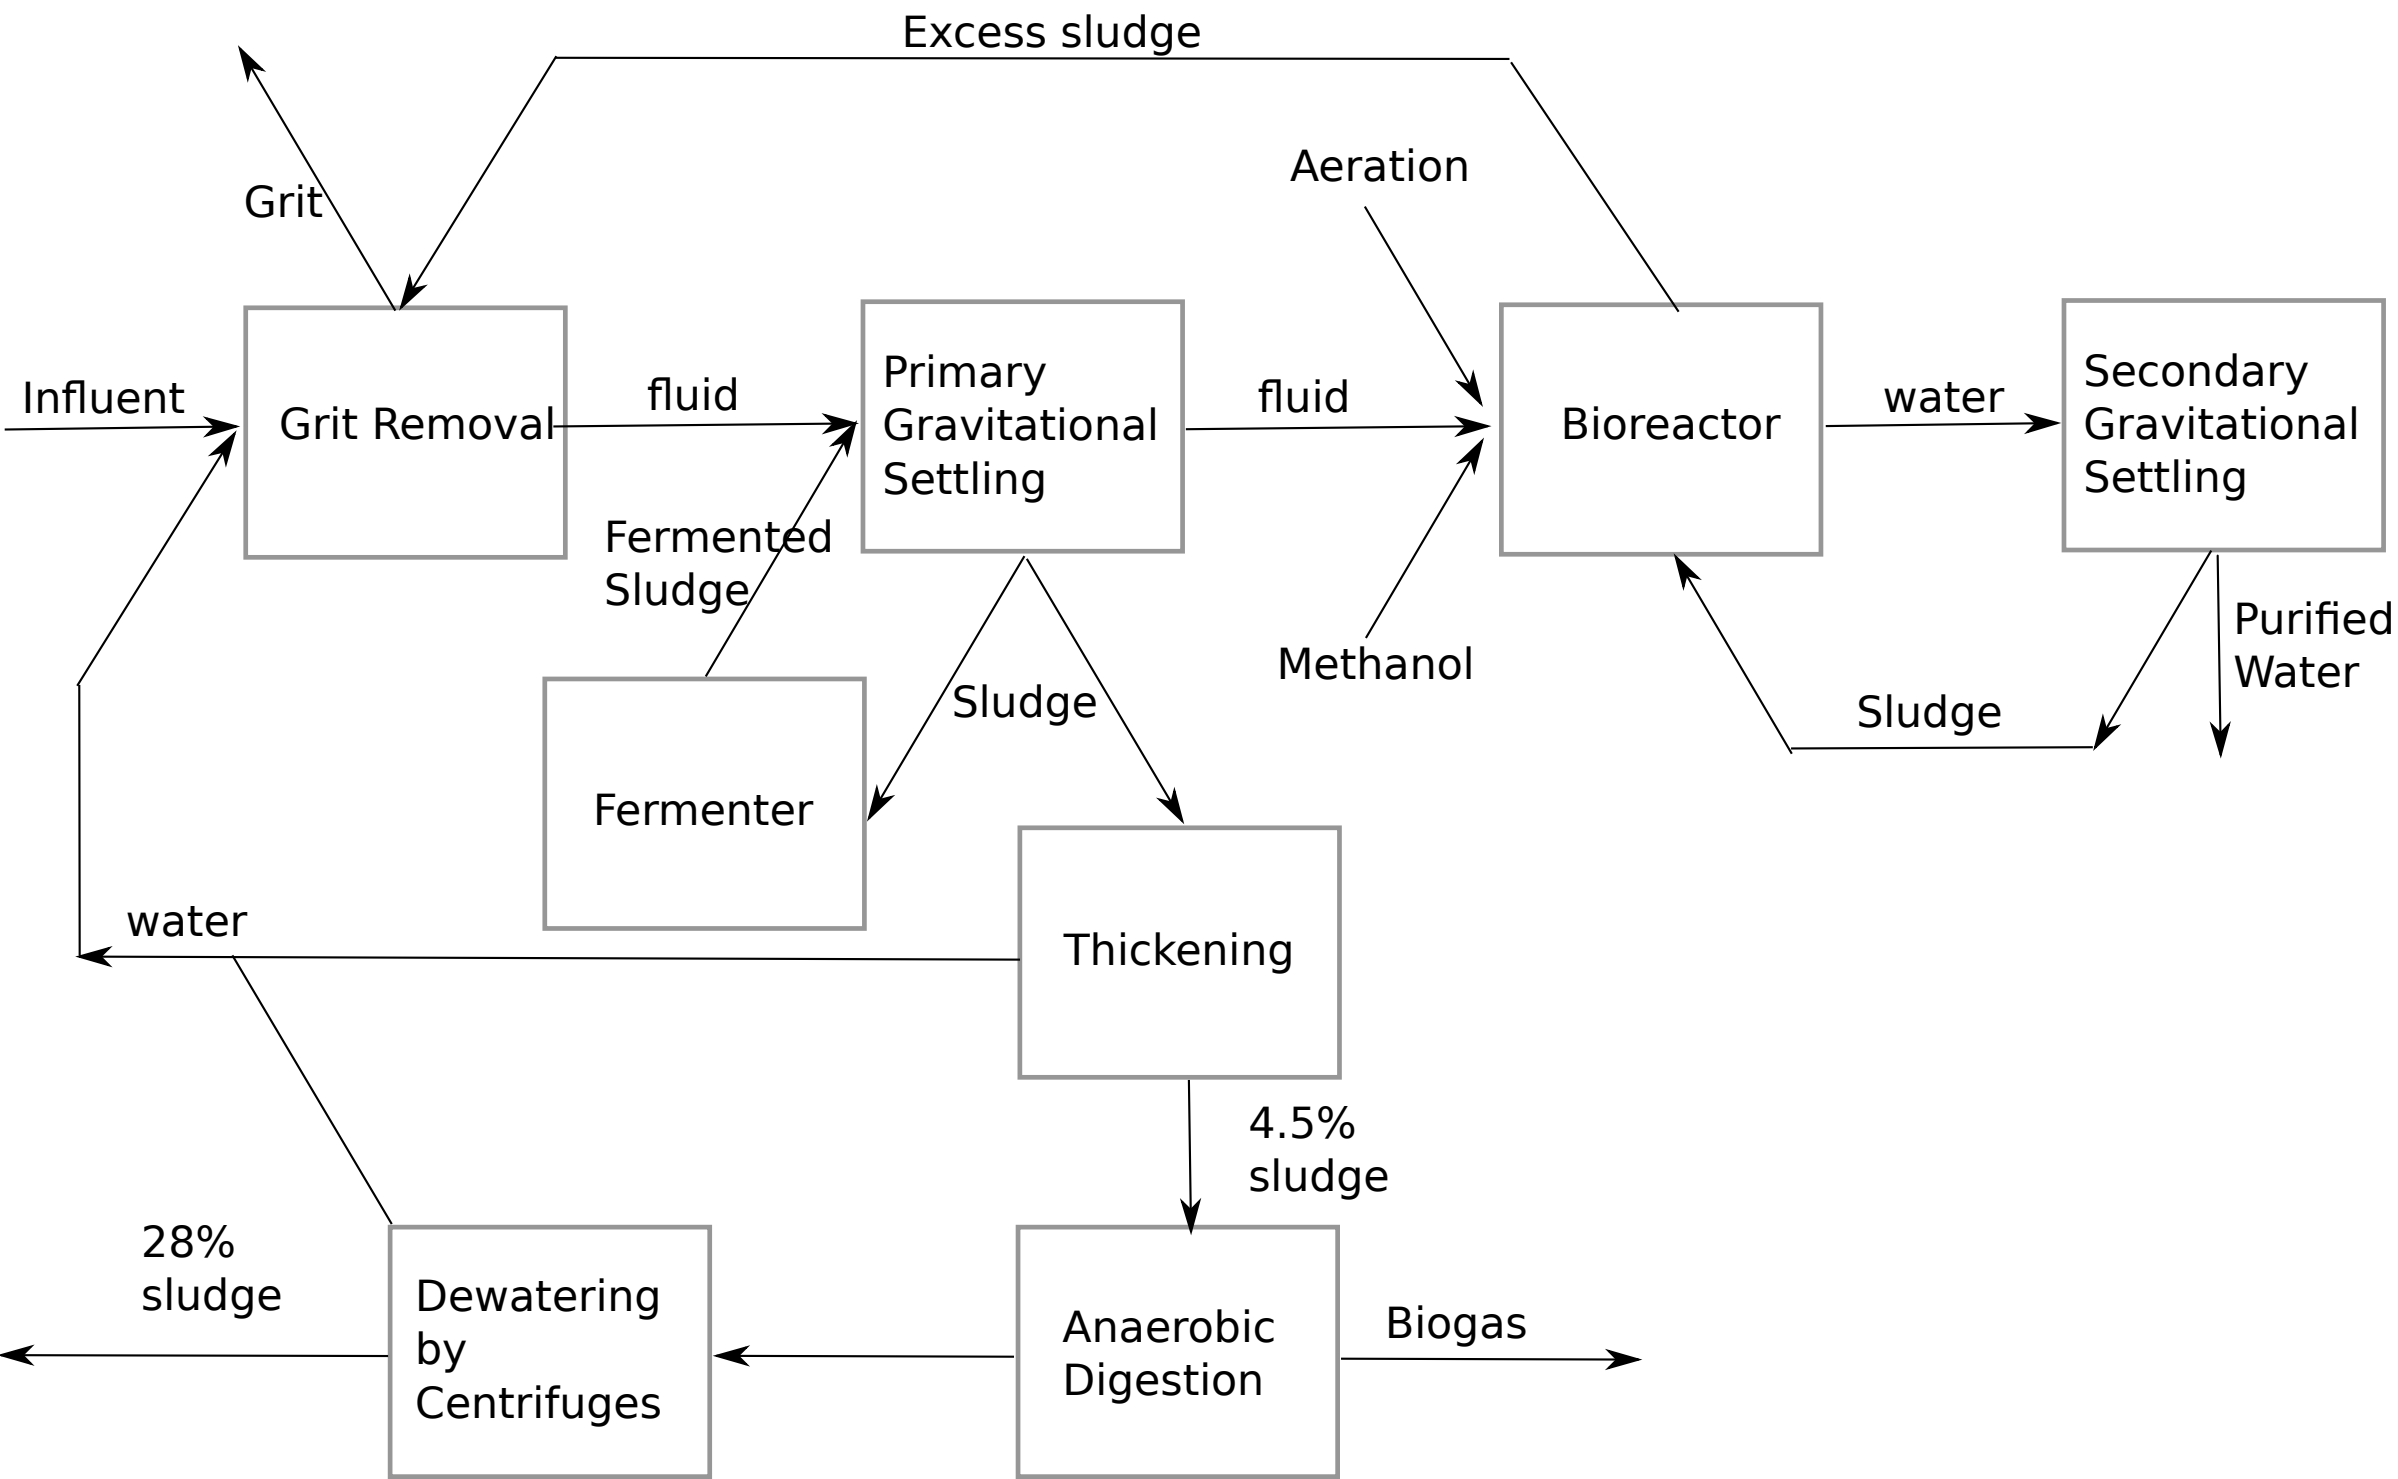 Excess sludge
Aeration
Grit
Influent
Grit Removal
fluid
Primary
Gravitational
Settling
fluid
Bioreactor
water
Secondary
Gravitational
Settling
Fermented
Sludge
Methanol
Purified
Water
Sludge
Sludge
Fermenter
water
Thickening
4.5%
sludge
28%
sludge
Dewatering
by
Centrifuges
Anaerobic
Digestion
Biogas